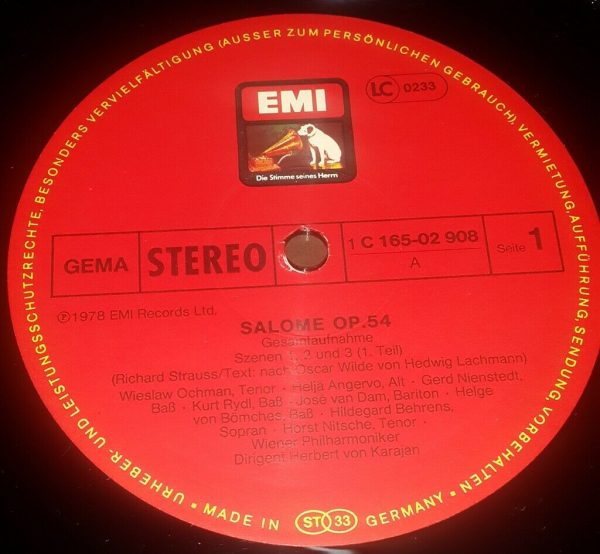 URHEBER- UND LEISTUNGSSCHUTZRECHTE, BESONDERS VERVIELFÄLTIGUNG (AUSSER ZUM PERSÖNLICHEN GEBRAUCH), VERMIETUNG, AUFFÜHRUNG, SENDUNG, VORBEHALTEN
EMI
LC 0233
Die Stimme seines Herrn
GEMA
STEREO
1 C 165-02 908
A
Seite 1
Ⓟ1978 EMI Records Ltd.
SALOME OP.54
Gesamtaufnahme
Szenen 1, 2 und 3 (1. Teil)
(Richard Strauss/Text: nach Oscar Wilde von Hedwig Lachmann)
Wieslaw Ochman, Tenor · Helja Angervo, Alt · Gerd Nienstedt,
Baß · Kurt Rydl, Baß · José van Dam, Bariton · Helge
von Bömches, Baß · Hildegard Behrens,
Sopran · Horst Nitsche, Tenor ·
Wiener Philharmoniker
Dirigent Herbert von Karajan
MADE IN ST 33 GERMANY